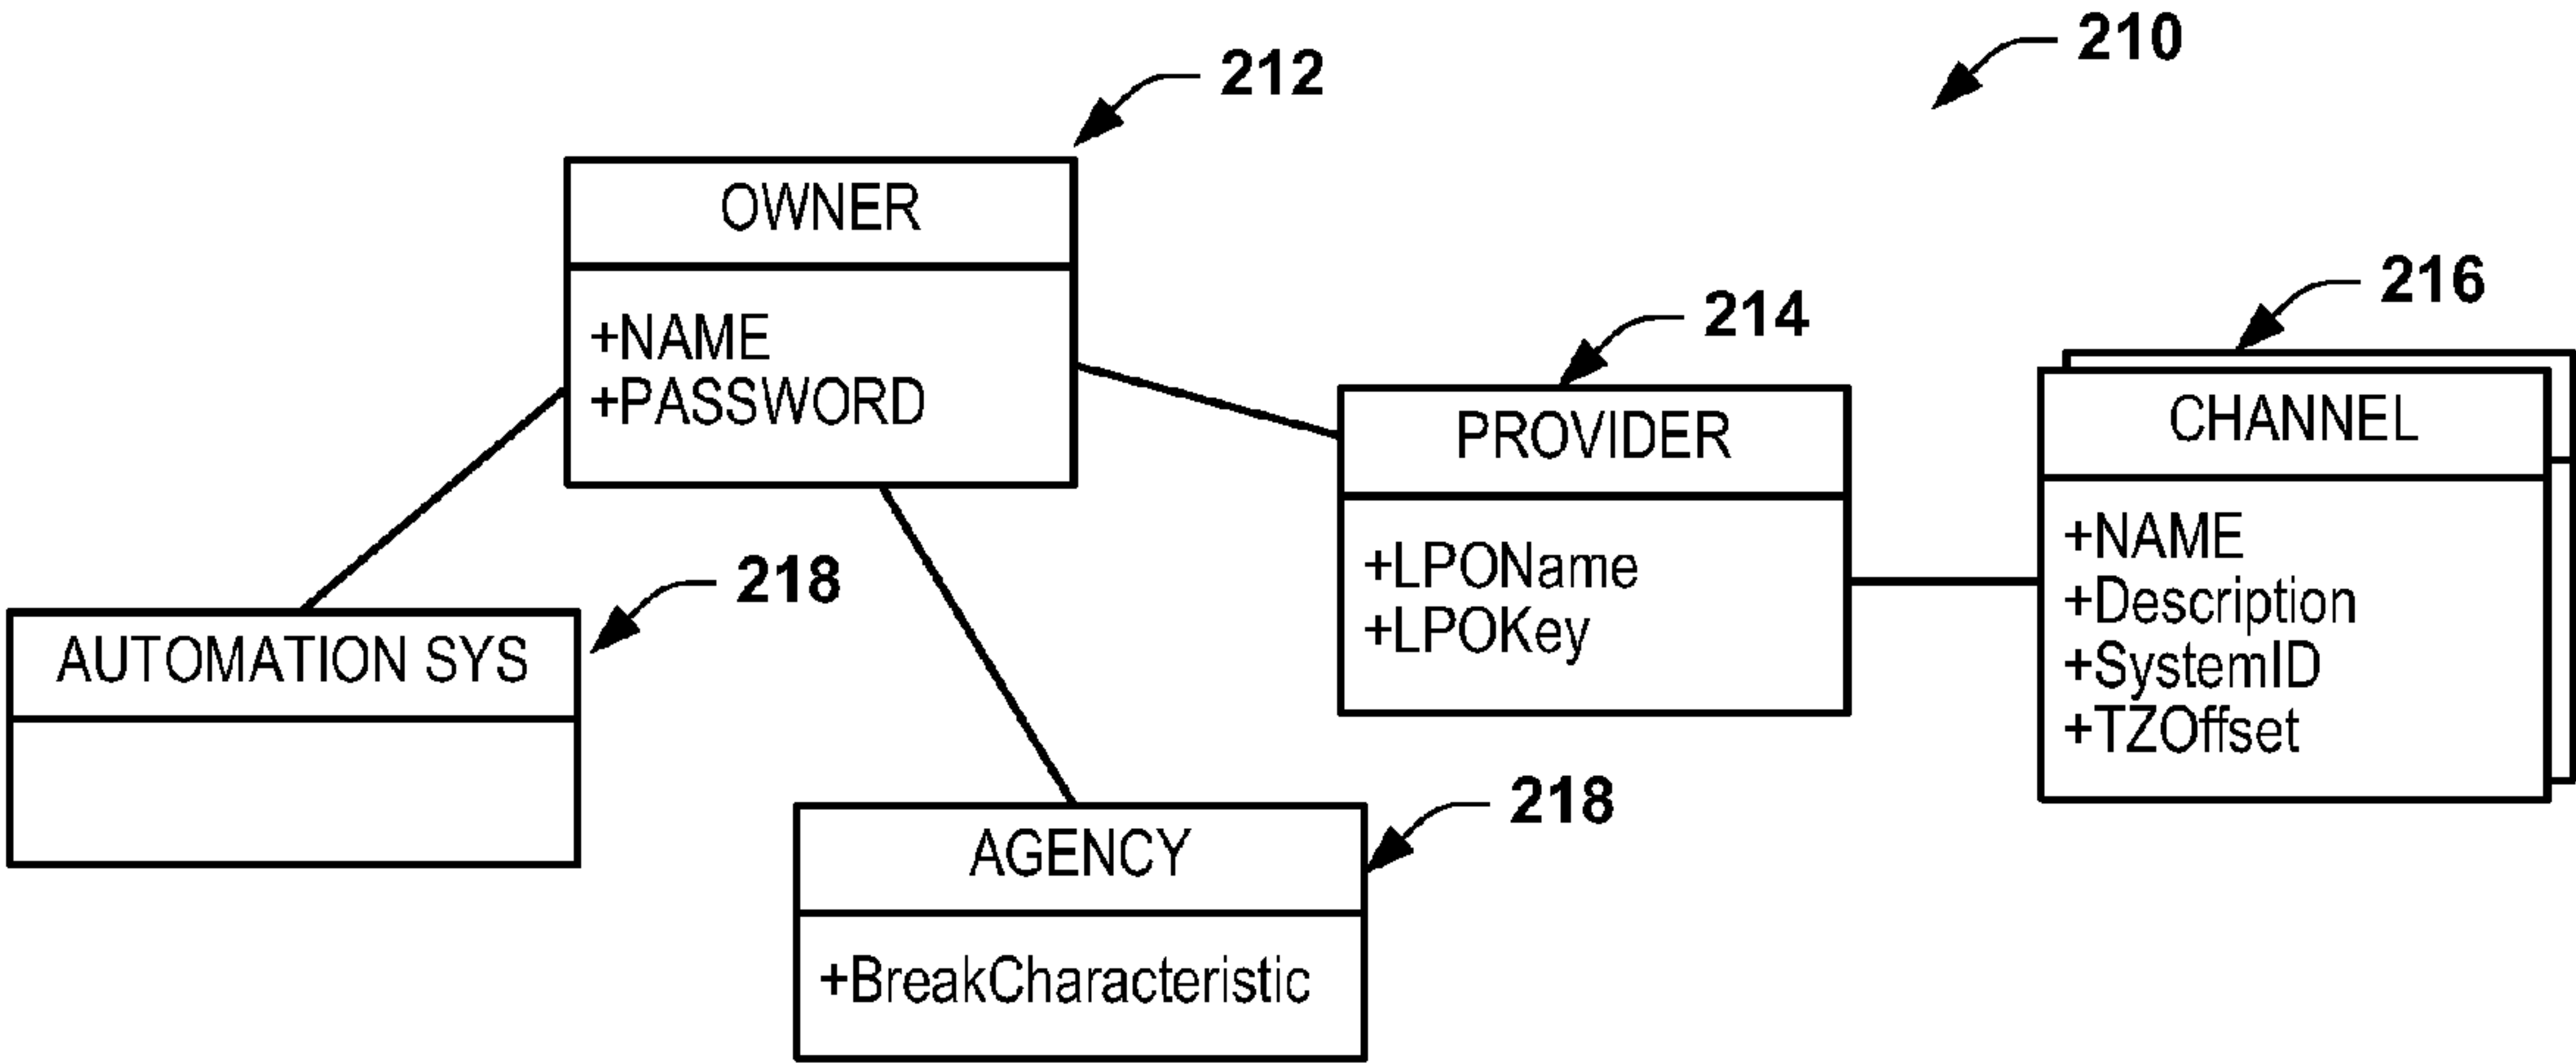 210
212
OWNER
+NAME
+PASSWORD
214
PROVIDER
+LPOName
+LPOKey
216
CHANNEL
+NAME
+Description
+SystemID
+TZOffset
218
AUTOMATION SYS
218
AGENCY
+BreakCharacteristic